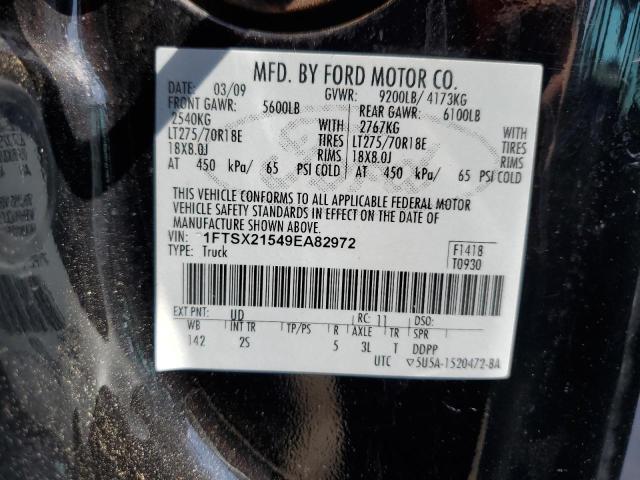 MFD. BY FORD MOTOR CO.
DATE: 03/09 GVWR: 9200LB/ 4173KG
FRONT GAWR: 5600LB REAR GAWR: 6100LB
2540KG WITH 2767KG WITH
LT275/70R18E TIRES LT275/70R18E TIRES
18X8.0J RIMS 18X8.0J RIMS
AT 450 kPa/ 65 PSI COLD AT 450 kPa/ 65 PSI COLD
THIS VEHICLE CONFORMS TO ALL APPLICABLE FEDERAL MOTOR
VEHICLE SAFETY STANDARDS IN EFFECT ON THE DATE OF
MANUFACTURE SHOWN ABOVE.
VIN: 1FTSX21549EA82972
TYPE: Truck
F1418
T0930
EXT PNT: UD RC: 11 DSO:
WB INT TR TP/PS R AXLE TR SPR
142 2S 5 3L T DDPP
UTC ▽5U5A-1520472-BA
Ford